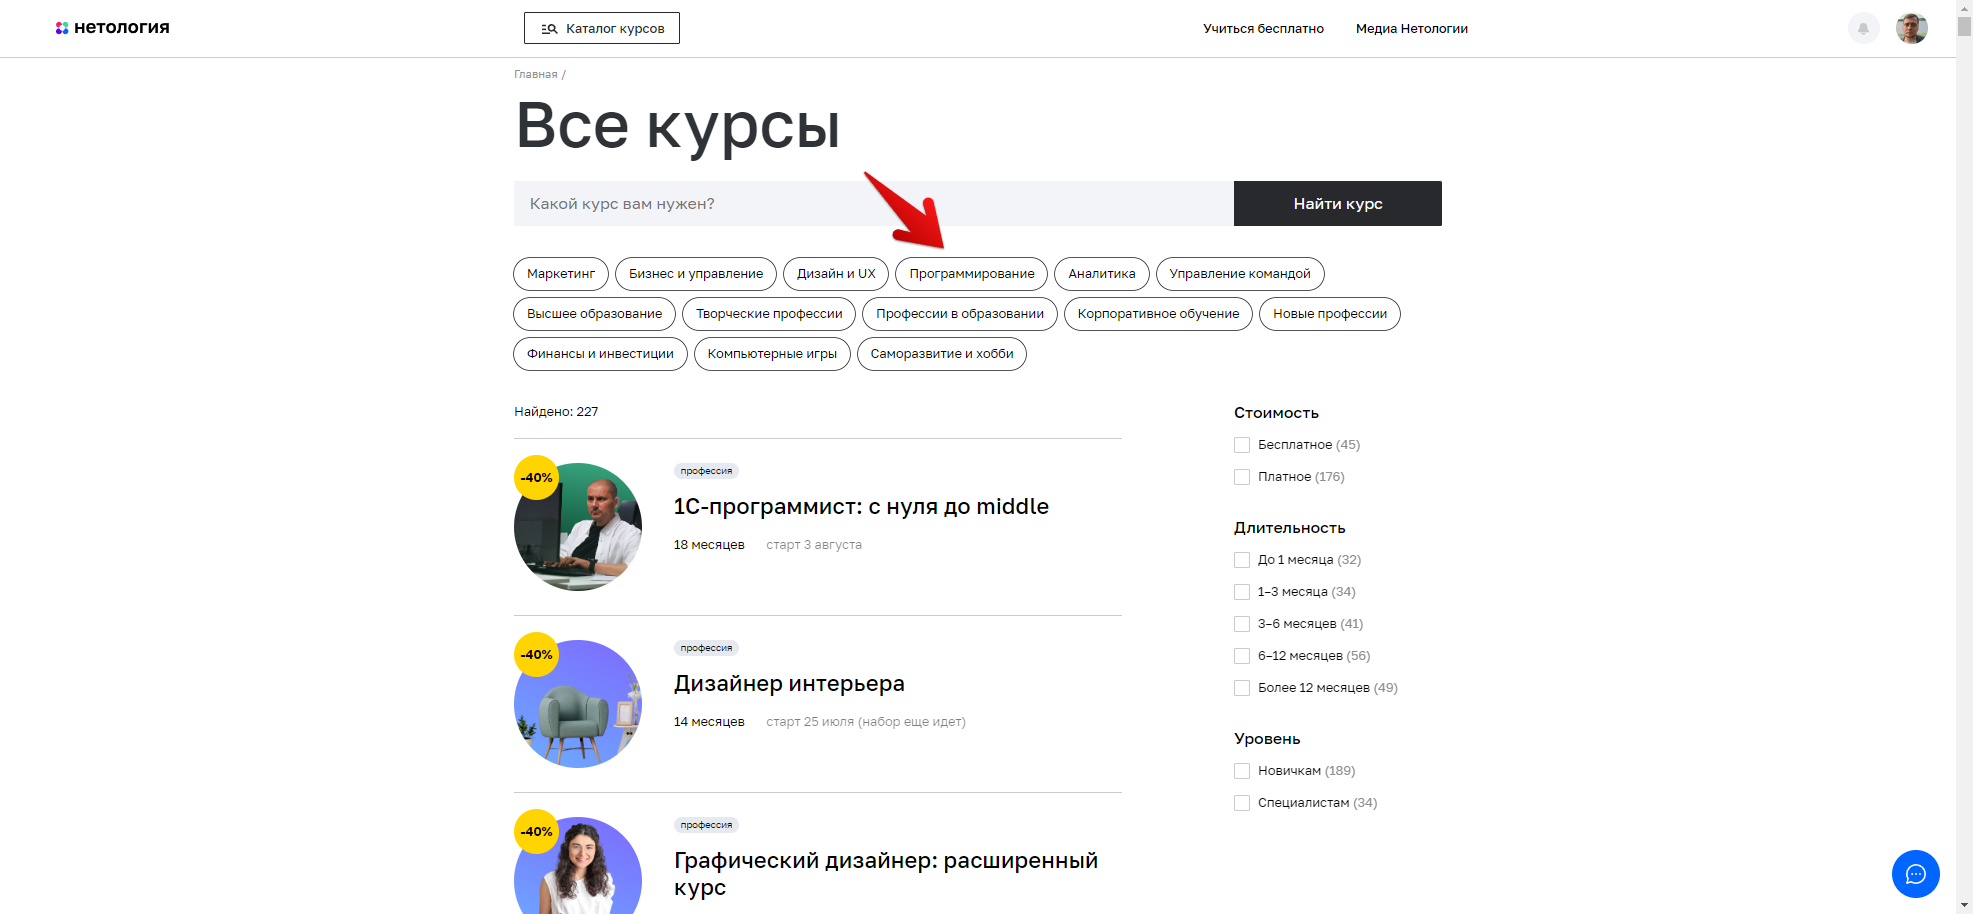 нетология
Каталог курсов
Учиться бесплатно
Медиа Нетологии
Главная /
Все курсы
Какой курс вам нужен?
Найти курс
Маркетинг
Бизнес и управление
Дизайн и UX
Программирование
Аналитика
Управление командой
Высшее образование
Творческие профессии
Профессии в образовании
Корпоративное обучение
Новые профессии
Финансы и инвестиции
Компьютерные игры
Саморазвитие и хобби
Найдено: 227
-40%
профессия
1С-программист: с нуля до middle
18 месяцев
старт 3 августа
-40%
профессия
Дизайнер интерьера
14 месяцев
старт 25 июля (набор еще идет)
-40%
профессия
Графический дизайнер: расширенный
курс
Стоимость
Бесплатное (45)
Платное (176)
Длительность
До 1 месяца (32)
1–3 месяца (34)
3–6 месяцев (41)
6–12 месяцев (56)
Более 12 месяцев (49)
Уровень
Новичкам (189)
Специалистам (34)